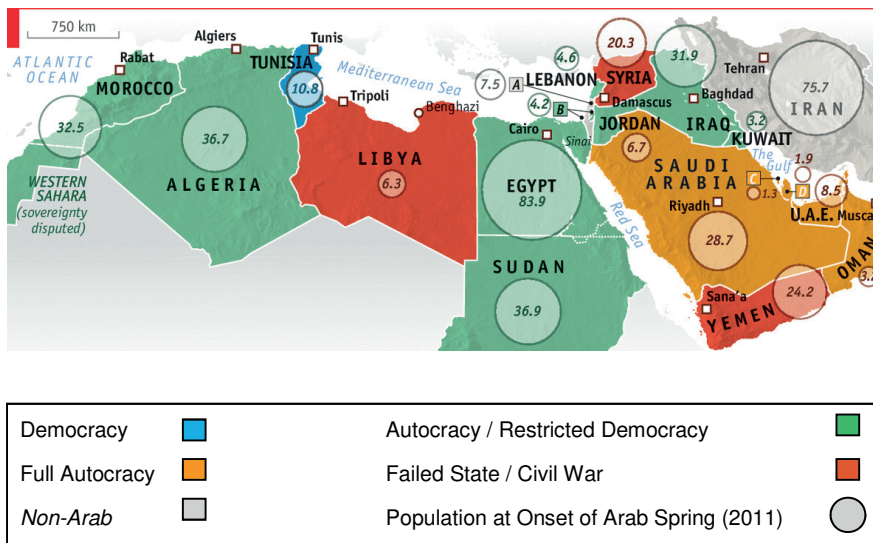 750 km
Algiers
Tunis
4.6
20.3
31.9
ATLANTIC
OCEAN
Rabat
TUNISIA
Mediterranean Sea
7.5
A
LEBANON
SYRIA
Tehran
75.7
IRAN
MOROCCO
10.8
Tripoli
Benghazi
4.2
B
Damascus
Baghdad
32.5
36.7
Cairo
Sinai
JORDAN
IRAQ
3.2
KUWAIT
LIBYA
6.3
6.7
The
Gulf
1.9
WESTERN
SAHARA
(sovereignty
disputed)
ALGERIA
EGYPT
83.9
SAUDI
ARABIA
C
1.3
D
8.5
Riyadh
U.A.E.
Musca
Red Sea
28.7
OMAN
3.2
SUDAN
36.9
Sana'a
24.2
YEMEN
Democracy
Autocracy / Restricted Democracy
Full Autocracy
Failed State / Civil War
Non-Arab
Population at Onset of Arab Spring (2011)